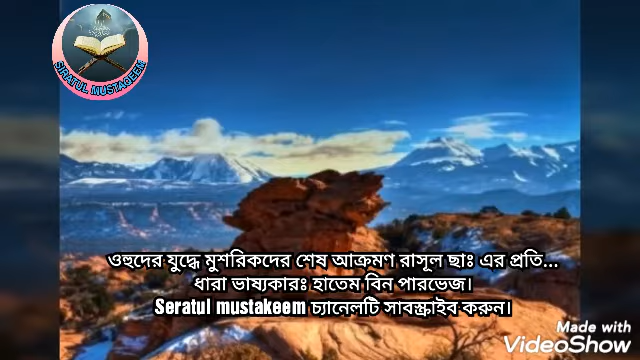 SIRATUL MUSTAQEEM
ওহুদের যুদ্ধে মুশরিকদের শেষ আক্রমণ রাসূল ছাঃ এর প্রতি...
ধারা ভাষ্যকারঃ হাতেম বিন পারভেজ।
Seratul mustakeem চ্যানেলটি সাবস্ক্রাইব করুন।
Made with
VideoShow